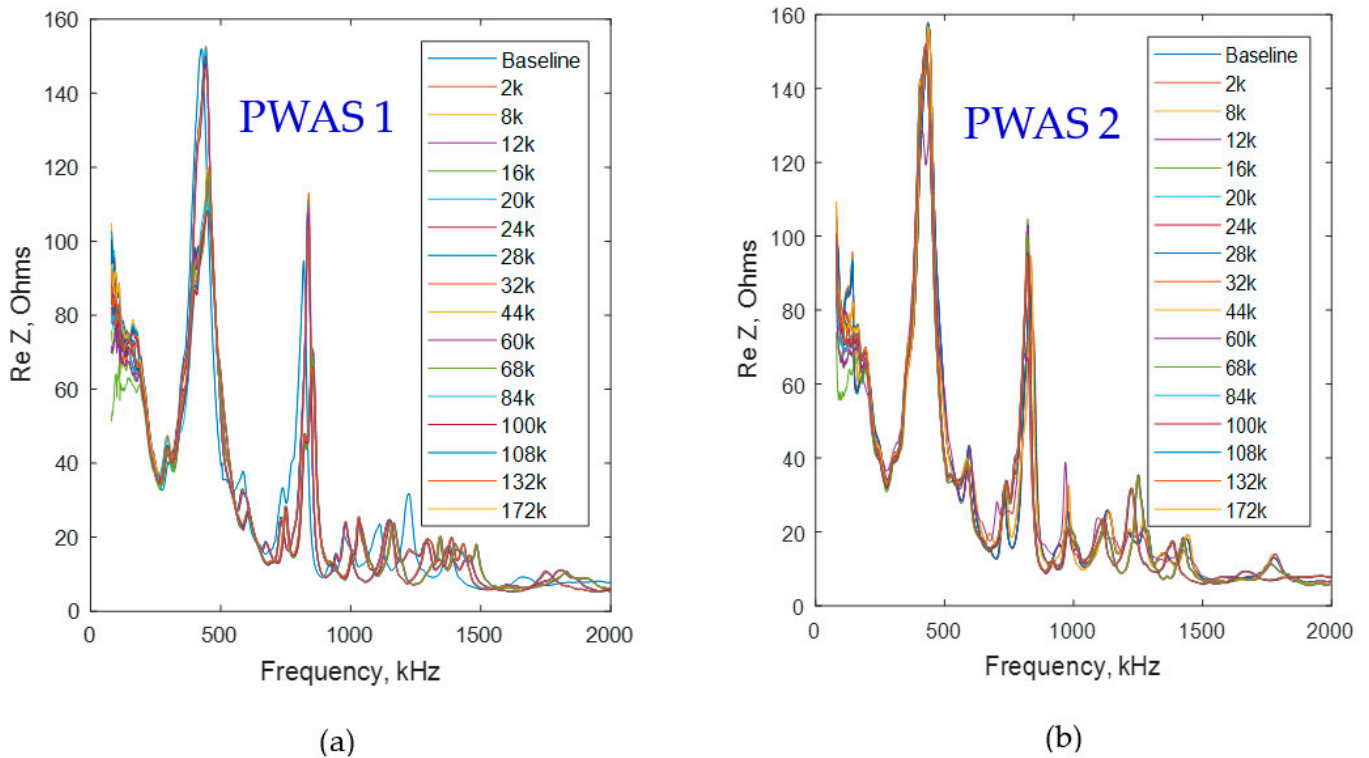 160
140
120
100
80
60
40
20
0
Re Z, Ohms
PWAS 1
Baseline
2k
8k
12k
16k
20k
24k
28k
32k
44k
60k
68k
84k
100k
108k
132k
172k
0 500 1000 1500 2000
Frequency, kHz
(a)
160
140
120
100
80
60
40
20
0
Re Z, Ohms
PWAS 2
Baseline
2k
8k
12k
16k
20k
24k
28k
32k
44k
60k
68k
84k
100k
108k
132k
172k
0 500 1000 1500 2000
Frequency, kHz
(b)